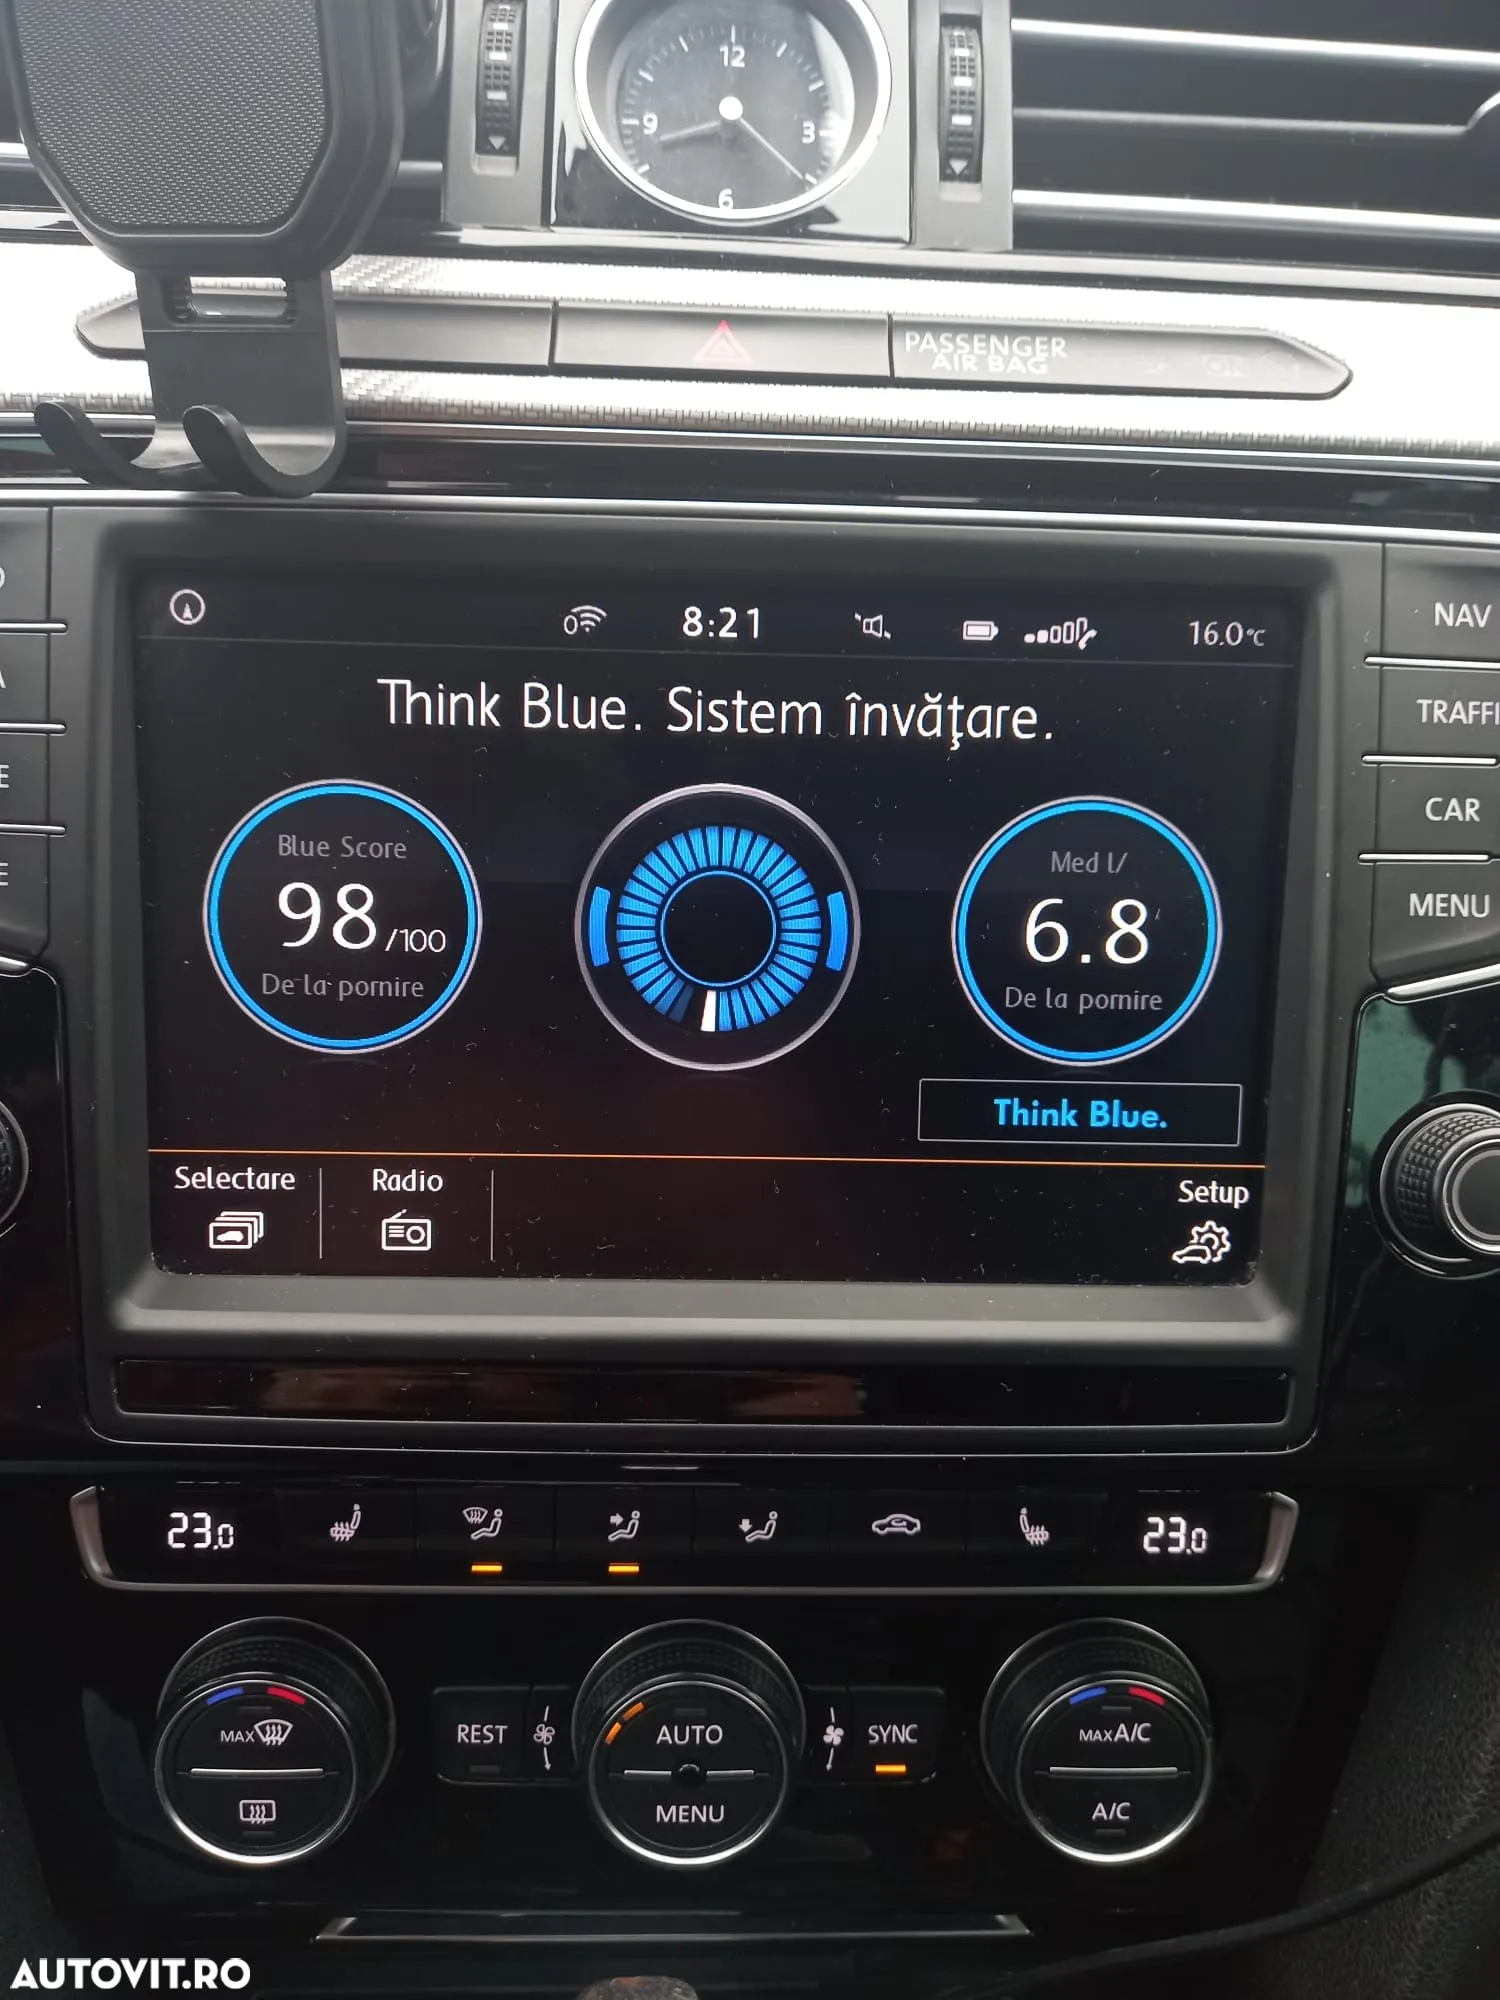 12
9
3
6
PASSENGER
AIR BAG
8:21
16.0°C
NAV
Think Blue. Sistem învăţare.
CAR
MENU
Blue Score
98/100
De la pornire
Med l/
6.8
De la pornire
Think Blue.
Selectare
Radio
Setup
23.0
23.0
MAX
REST
AUTO
MENU
SYNC
MAX A/C
A/C
AUTOVIT.RO